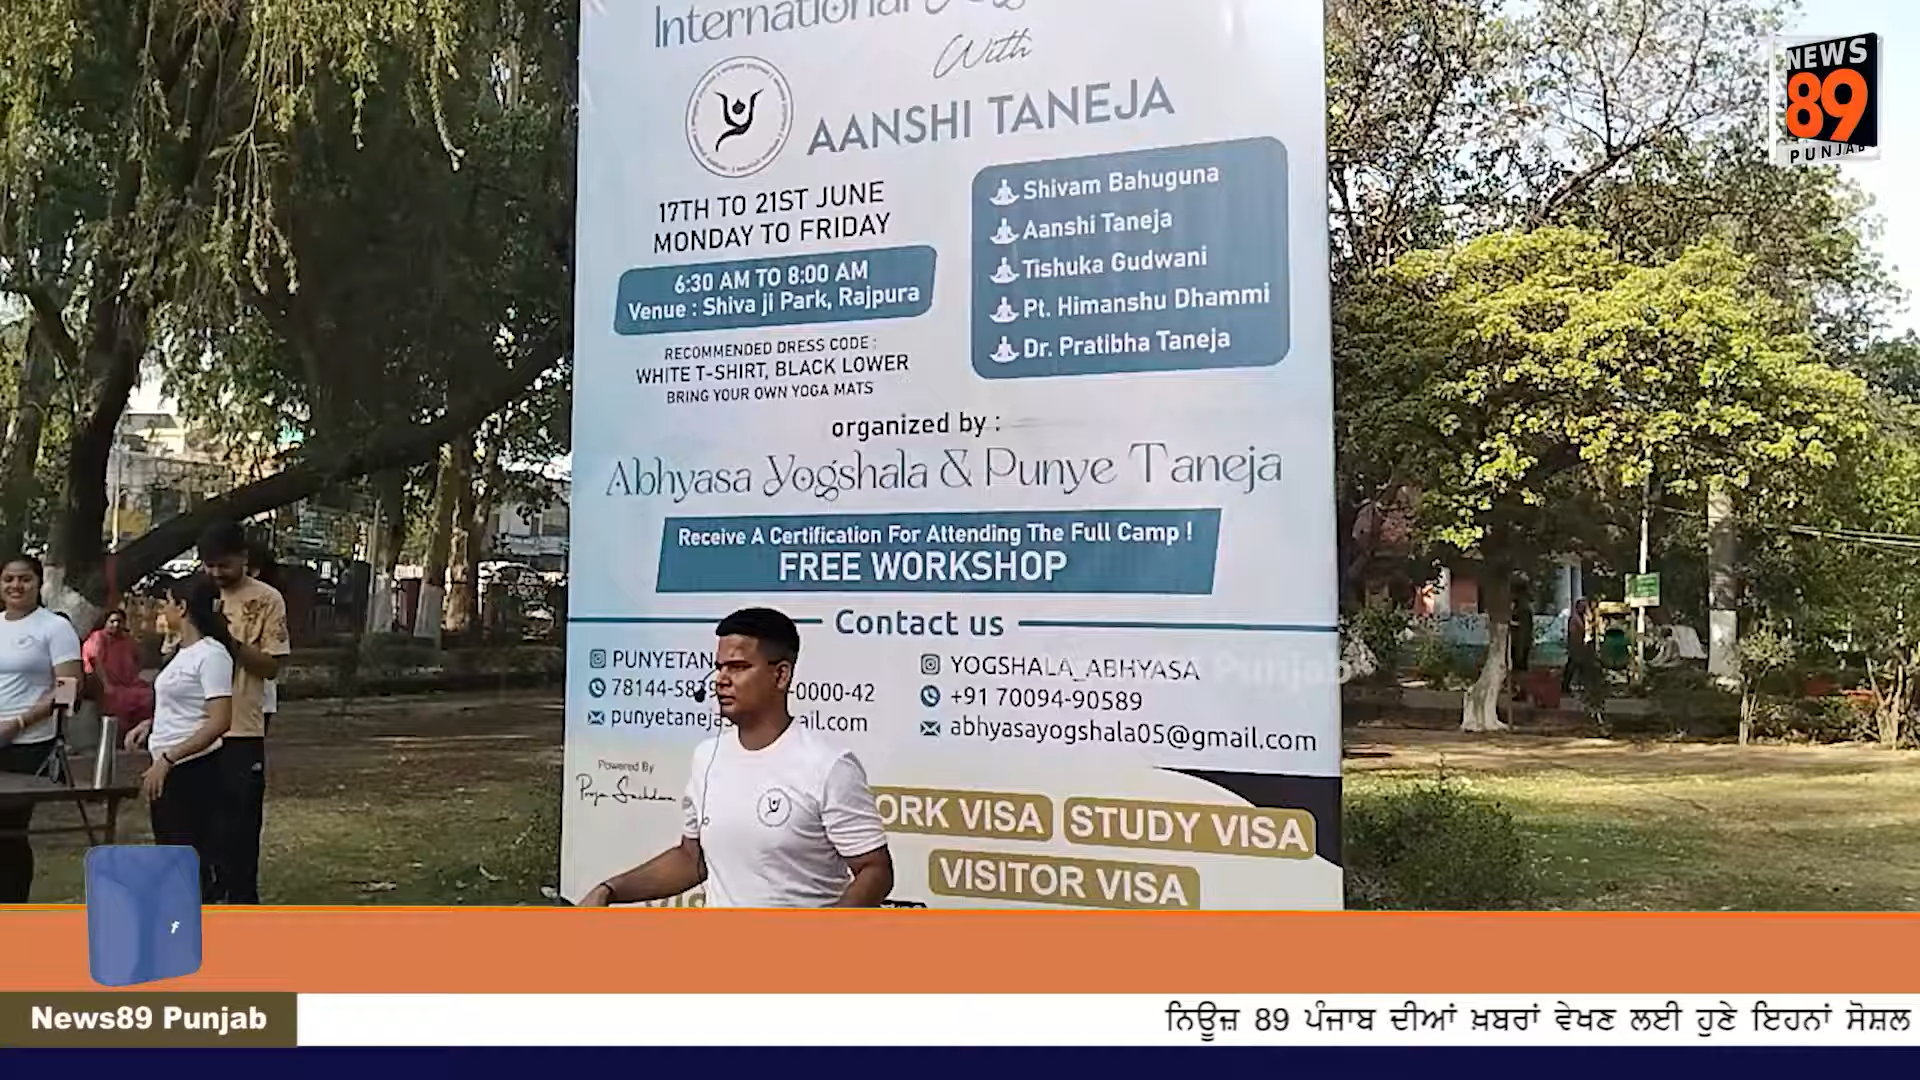 International
With
AANSHI TANEJA
17TH TO 21ST JUNE
MONDAY TO FRIDAY
6:30 AM TO 8:00 AM
Venue : Shiva ji Park, Rajpura
RECOMMENDED DRESS CODE :
WHITE T-SHIRT, BLACK LOWER
BRING YOUR OWN YOGA MATS
Shivam Bahuguna
Aanshi Taneja
Tishuka Gudwani
Pt. Himanshu Dhammi
Dr. Pratibha Taneja
organized by :
Abhyasa Yogshala & Punye Taneja
Receive A Certification For Attending The Full Camp !
FREE WORKSHOP
Contact us
PUNYETAN
78144-58 -0000-42
punyetaneja ail.com
YOGSHALA_ABHYASA
+91 70094-90589
abhyasayogshala05@gmail.com
Powered By
ORK VISA STUDY VISA
VISITOR VISA
NEWS
89
PUNJAB
Punjab
f
News89 Punjab
ਨਿਊਜ਼ 89 ਪੰਜਾਬ ਦੀਆਂ ਖ਼ਬਰਾਂ ਵੇਖਣ ਲਈ ਹੁਣੇ ਇਹਨਾਂ ਸੋਸ਼ਲ